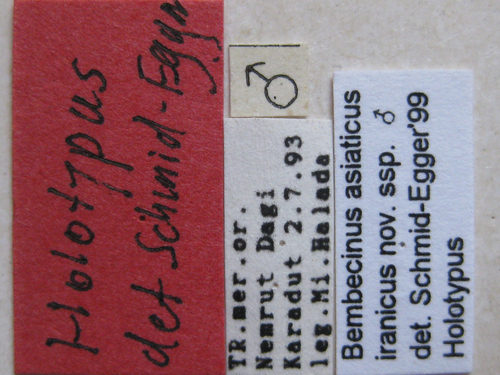 Holotypus
det Schmid-Egger
♂
TR.mer.or.
Nemrut Dagi
Karadut 2.7.93
leg.Mi.Halada
Bembecinus asiaticus
iranicus nov. ssp. ♂
det. Schmid-Egger'99
Holotypus